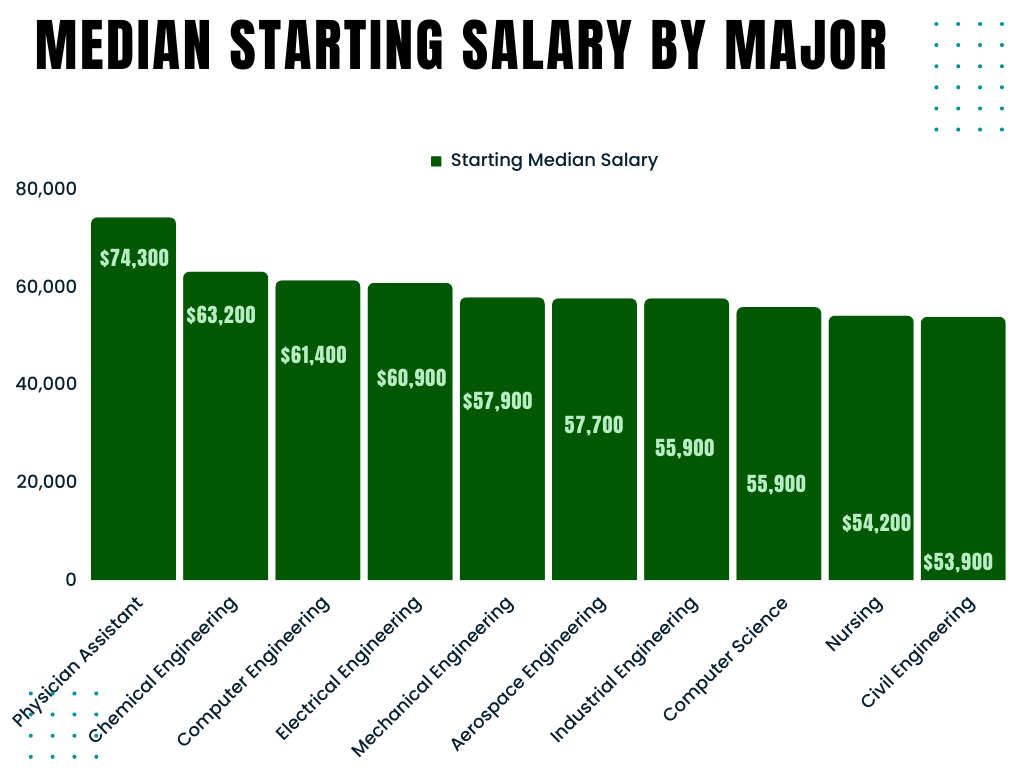 MEDIAN STARTING SALARY BY MAJOR
Starting Median Salary
80,000
60,000
40,000
20,000
0
$74,300
$63,200
$61,400
$60,900
$57,900
57,700
55,900
55,900
$54,200
$53,900
Physician Assistant
Chemical Engineering
Computer Engineering
Electrical Engineering
Mechanical Engineering
Aerospace Engineering
Industrial Engineering
Computer Science
Nursing
Civil Engineering